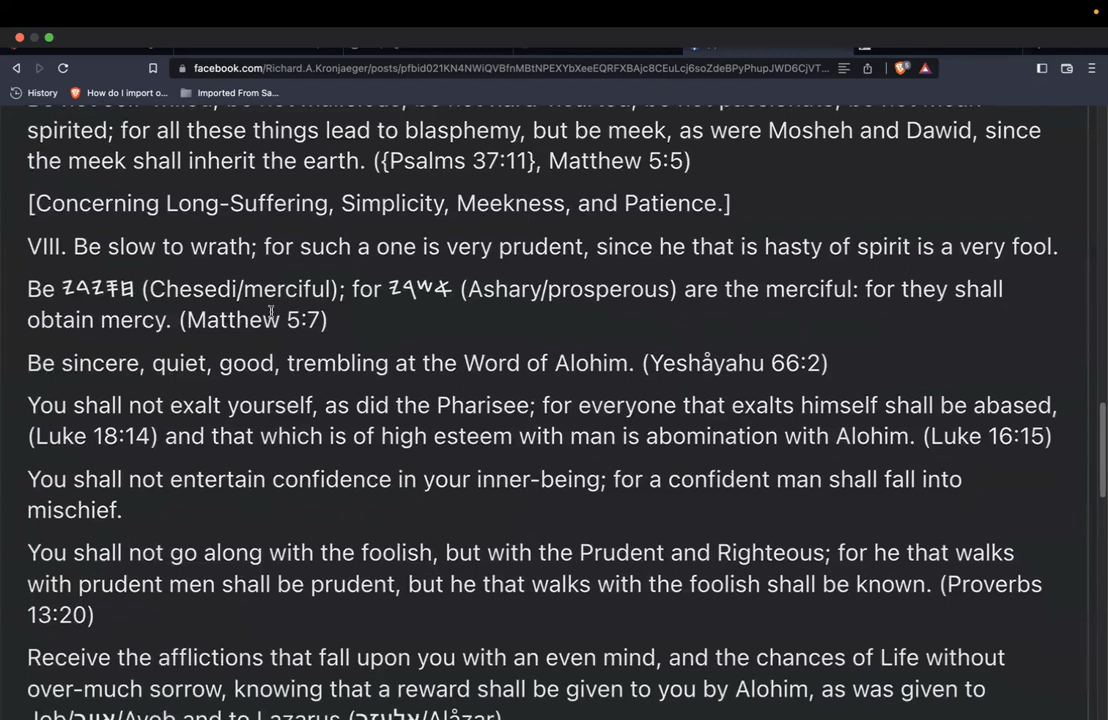 facebook.com/Richard.A.Kronjaeger/posts/pfbid021KN4NWiQVBfnMBtNPEXYbXeeEQRFXBAjc8CEuLcj6soZdeBPyPhupJWD6CjVT...
History How do I import o... Imported From Sa...
spirited; for all these things lead to blasphemy, but be meek, as were Mosheh and Dawid, since
the meek shall inherit the earth. ({Psalms 37:11}, Matthew 5:5)
[Concerning Long-Suffering, Simplicity, Meekness, and Patience.]
VIII. Be slow to wrath; for such a one is very prudent, since he that is hasty of spirit is a very fool.
Be (Chesedi/merciful); for (Ashary/prosperous) are the merciful: for they shall
obtain mercy. (Matthew 5:7)
Be sincere, quiet, good, trembling at the Word of Alohim. (Yeshåyahu 66:2)
You shall not exalt yourself, as did the Pharisee; for everyone that exalts himself shall be abased,
(Luke 18:14) and that which is of high esteem with man is abomination with Alohim. (Luke 16:15)
You shall not entertain confidence in your inner-being; for a confident man shall fall into
mischief.
You shall not go along with the foolish, but with the Prudent and Righteous; for he that walks
with prudent men shall be prudent, but he that walks with the foolish shall be known. (Proverbs
13:20)
Receive the afflictions that fall upon you with an even mind, and the chances of Life without
over-much sorrow, knowing that a reward shall be given to you by Alohim, as was given to